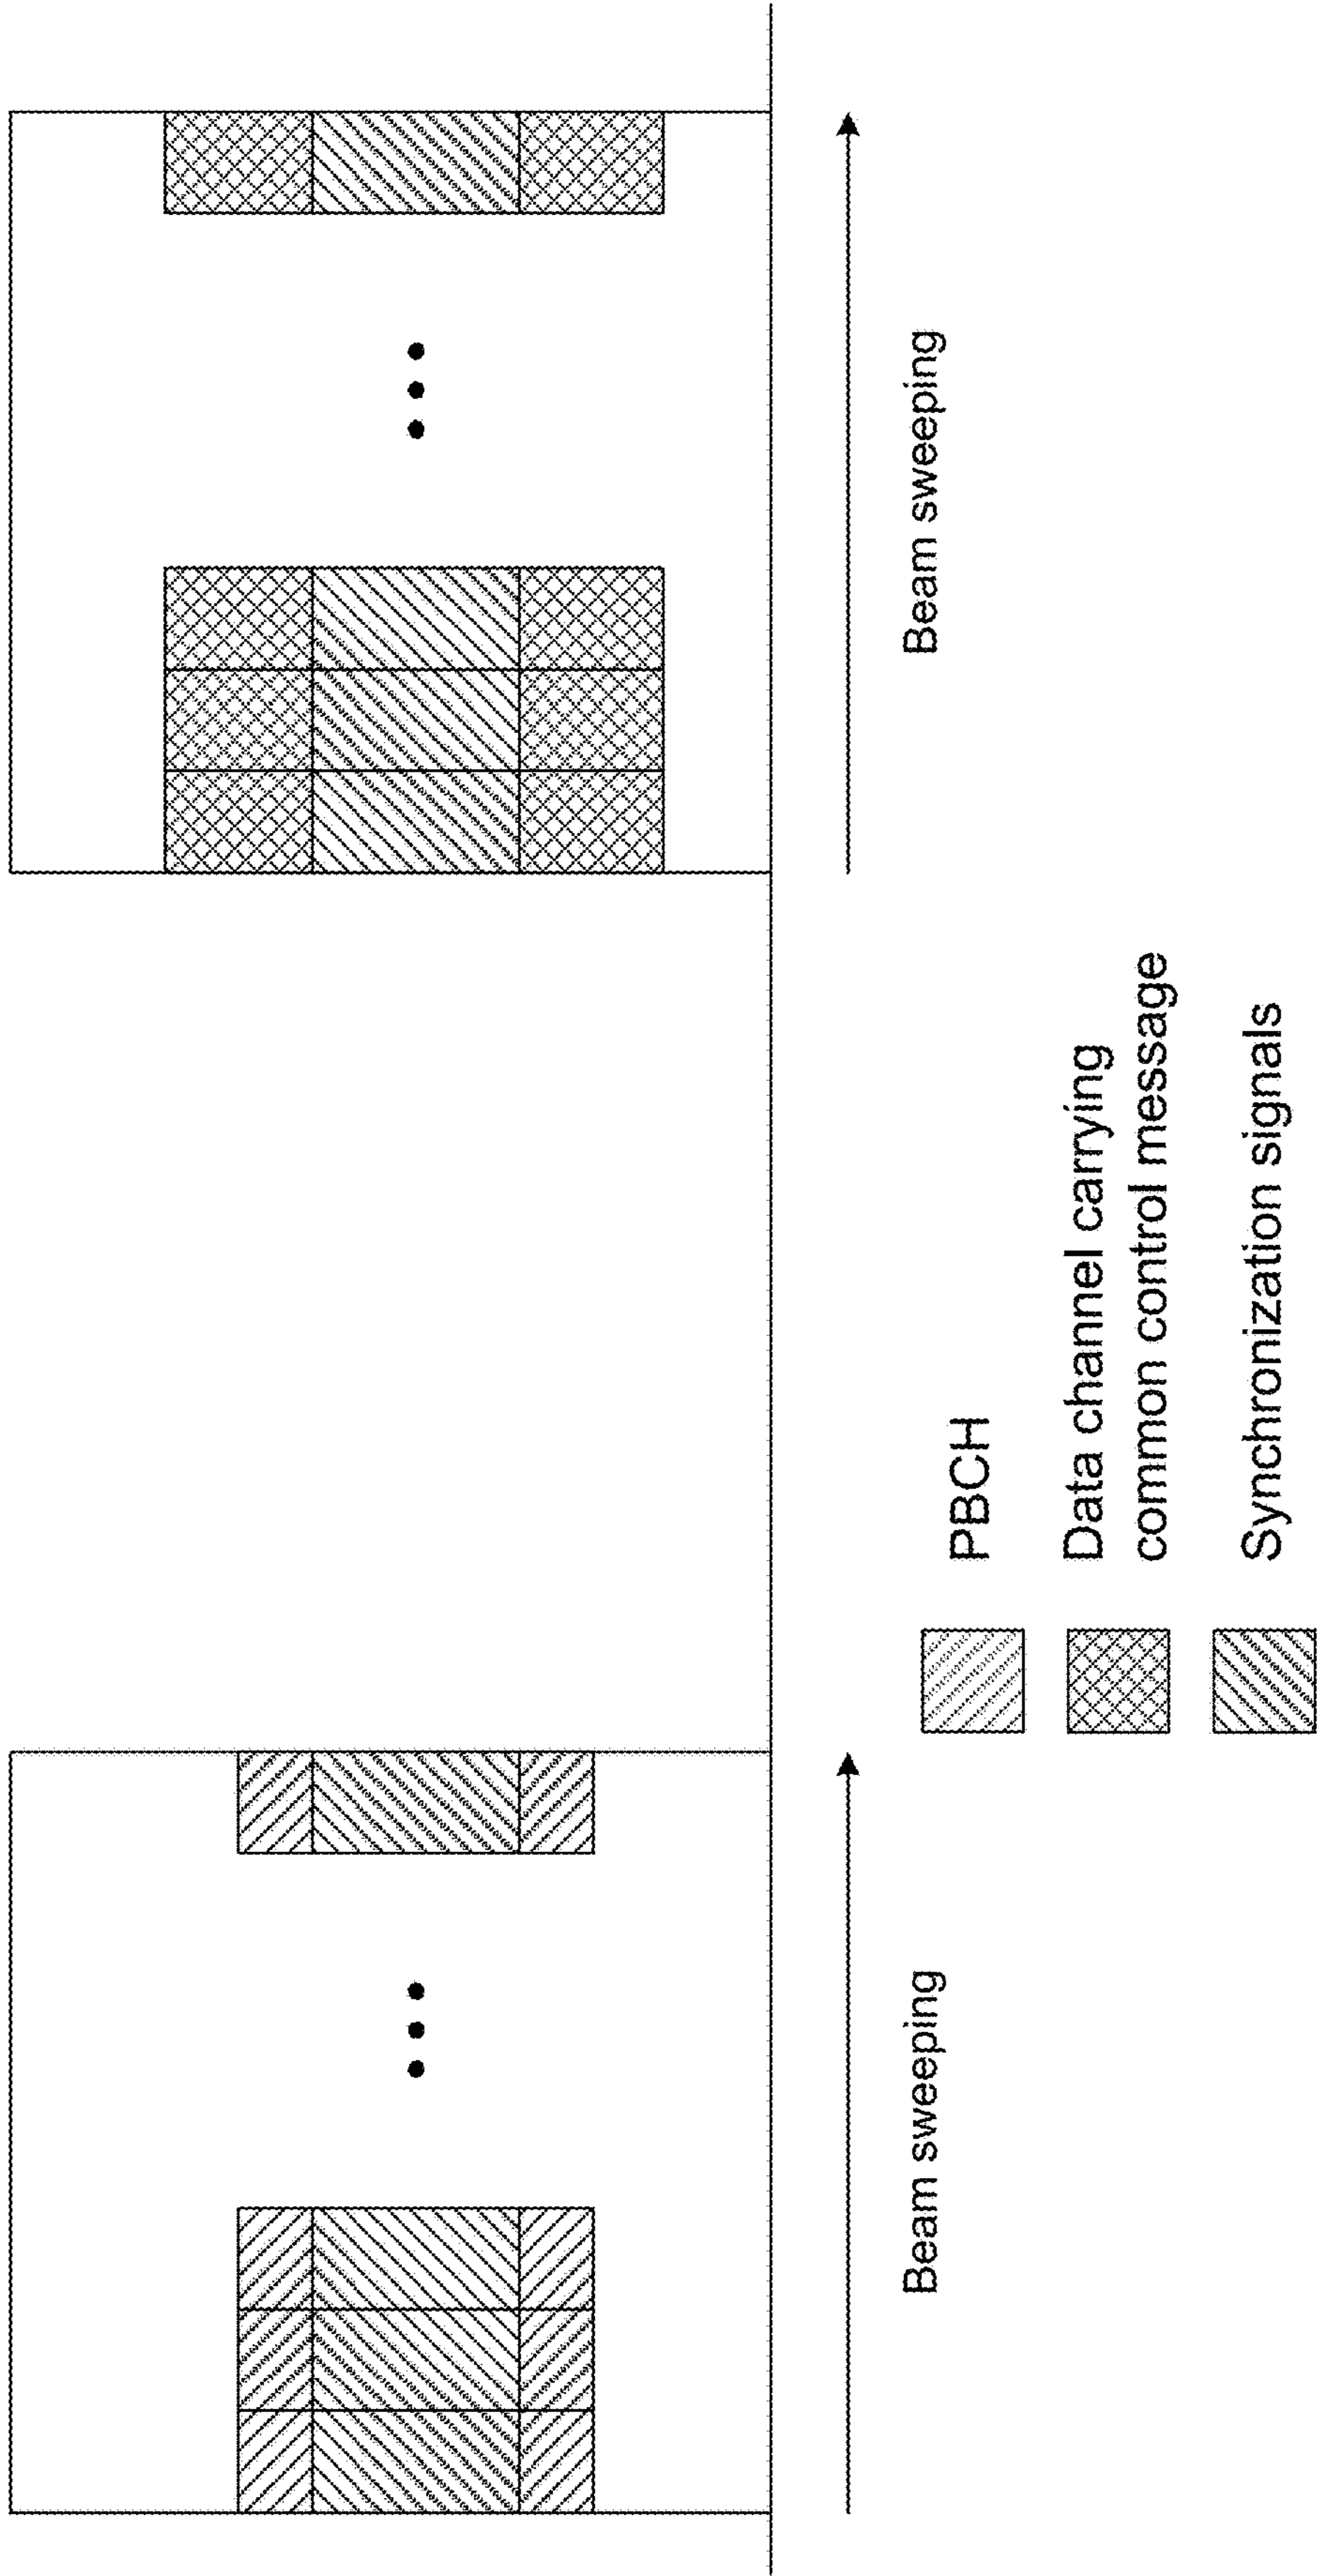 Beam sweeping
Beam sweeping
PBCH
Data channel carrying
common control message
Synchronization signals